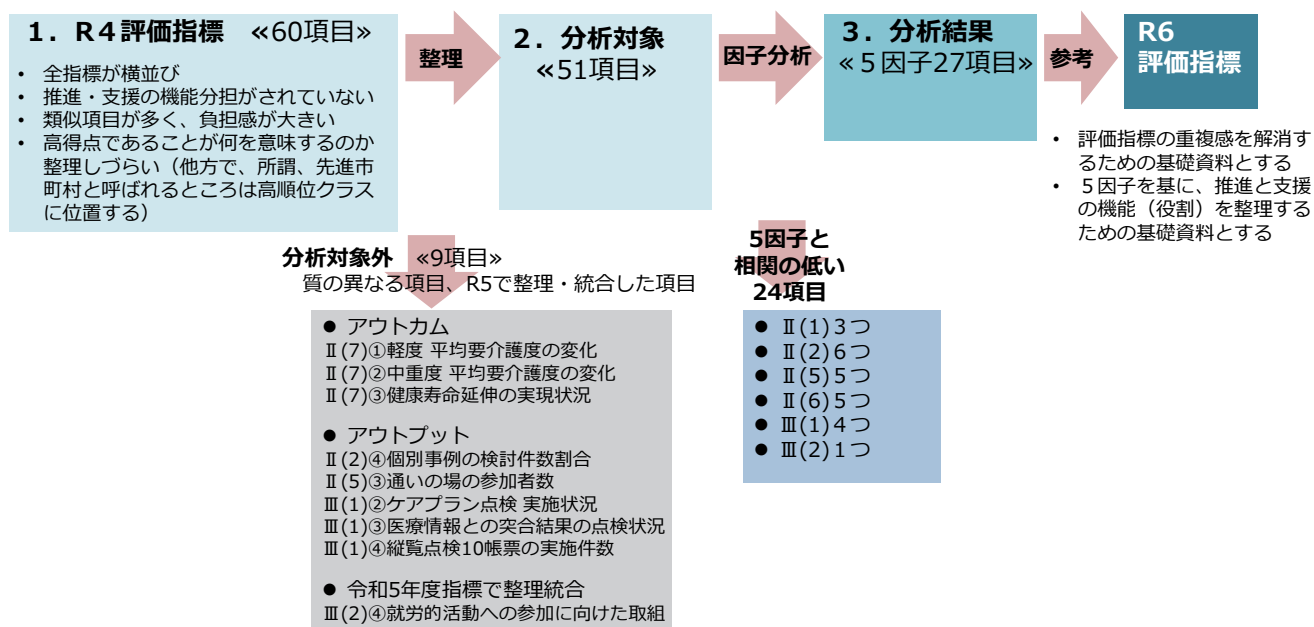 1．R４評価指標 ≪60項目≫
• 全指標が横並び
• 推進・支援の機能分担がされていない
• 類似項目が多く、負担感が大きい
• 高得点であることが何を意味するのか
整理しづらい（他方で、所謂、先進市
町村と呼ばれるところは高順位クラス
に位置する）
整理
2．分析対象
≪51項目≫
因子分析
3．分析結果
≪５因子27項目≫
参考
R6
評価指標
• 評価指標の重複感を解消す
るための基礎資料とする
• ５因子を基に、推進と支援
の機能（役割）を整理する
ための基礎資料とする
分析対象外 ≪9項目≫
質の異なる項目、R5で整理・統合した項目
● アウトカム
Ⅱ(7)①軽度 平均要介護度の変化
Ⅱ(7)②中重度 平均要介護度の変化
Ⅱ(7)③健康寿命延伸の実現状況
● アウトプット
Ⅱ(2)④個別事例の検討件数割合
Ⅱ(5)③通いの場の参加者数
Ⅲ(1)②ケアプラン点検 実施状況
Ⅲ(1)③医療情報との突合結果の点検状況
Ⅲ(1)④縦覧点検10帳票の実施件数
● 令和5年度指標で整理統合
Ⅲ(2)④就労的活動への参加に向けた取組
5因子と
相関の低い
24項目
● Ⅱ(1)３つ
● Ⅱ(2)６つ
● Ⅱ(5)５つ
● Ⅱ(6)５つ
● Ⅲ(1)４つ
● Ⅲ(2)１つ